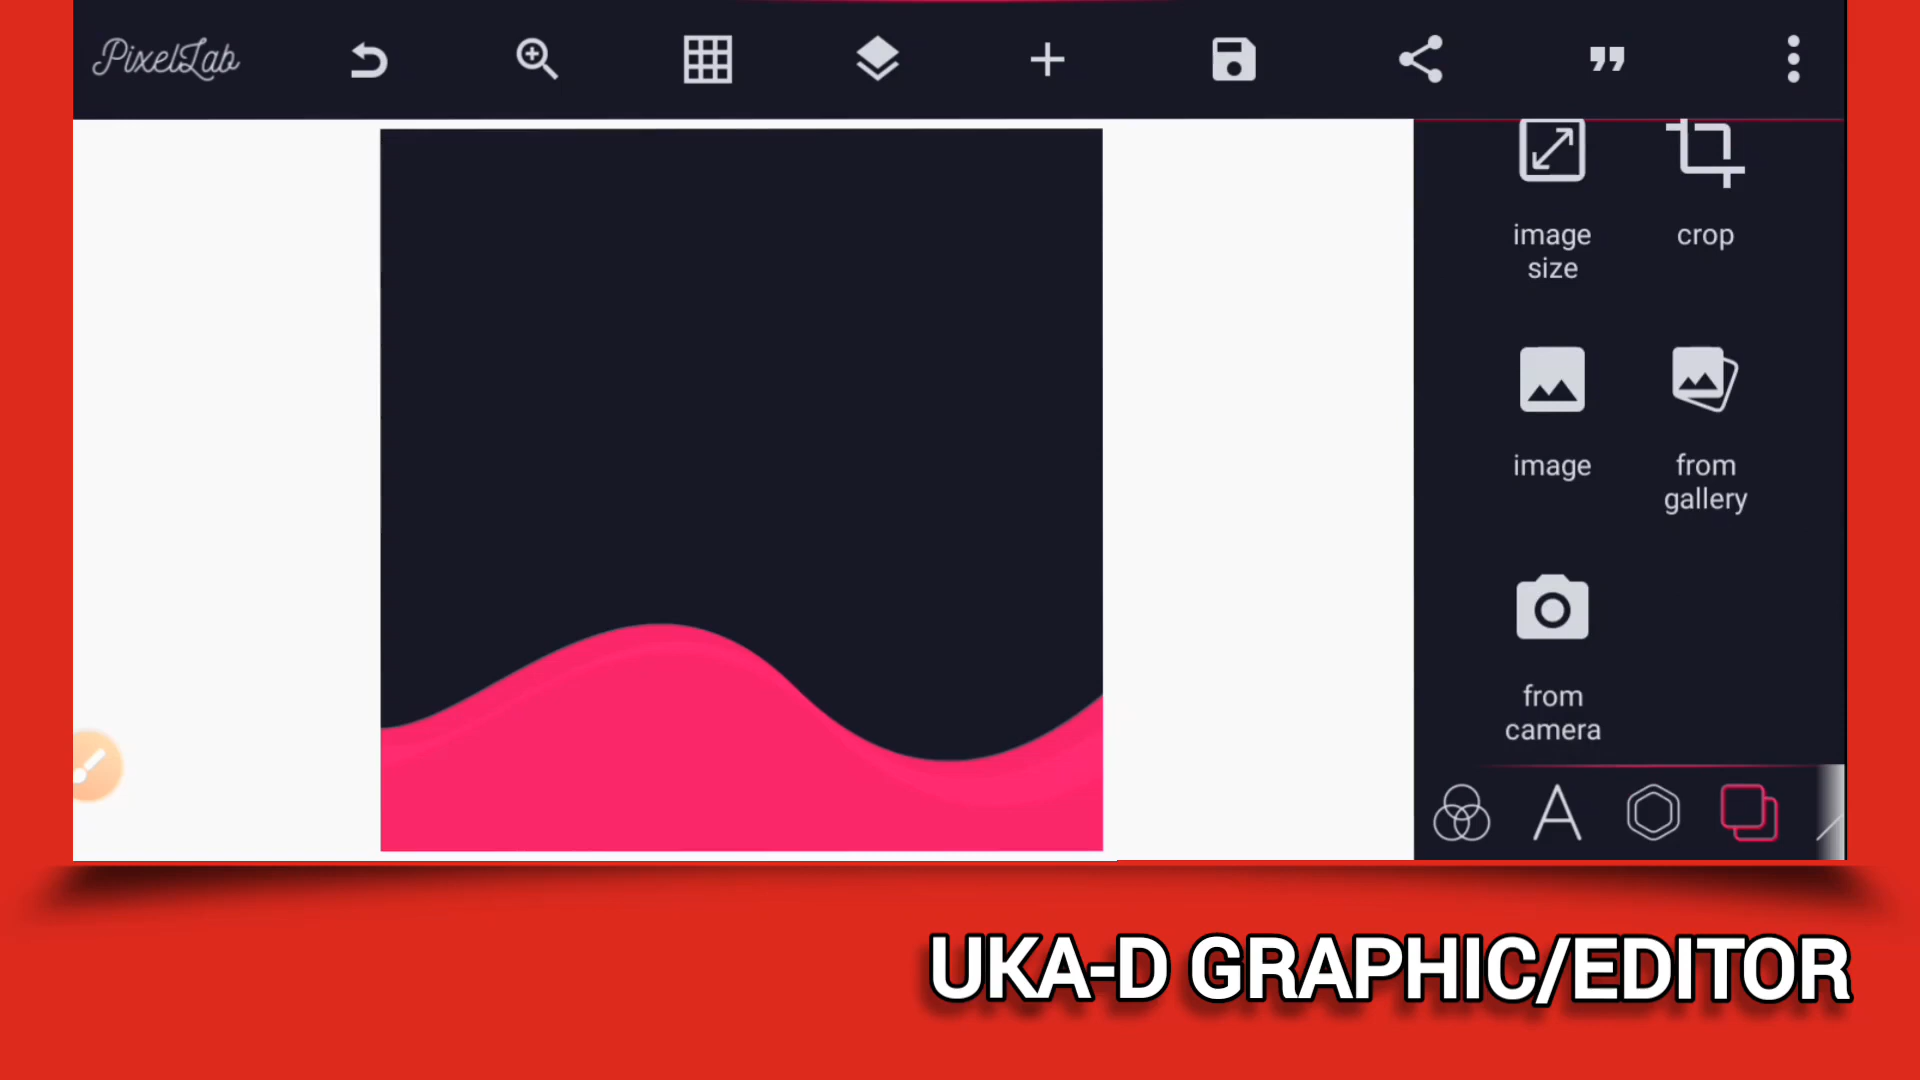 PixelLab
image
size
crop
image
from
gallery
from
camera
UKA-D GRAPHIC/EDITOR